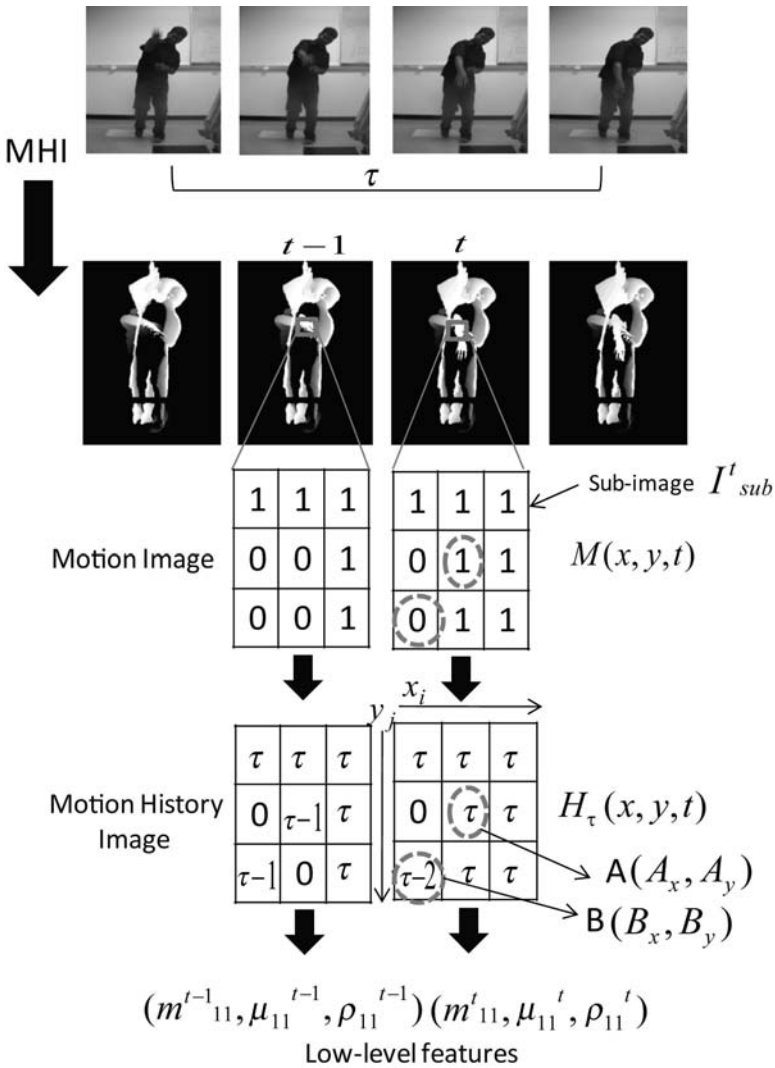 MHI
τ
t − 1 t
1 1 1 1 1 1
Sub-image I^t_sub
Motion Image
0 0 1 0 1 1
M(x, y,t)
0 0 1 0 1 1
x_i
y_j
τ τ τ τ τ τ
Motion History Image
0 τ−1 τ 0 τ τ
H_τ(x, y,t)
τ−1 0 τ τ−2 τ τ
A(A_x, A_y)
B(B_x, B_y)
(m^{t−1}_{11}, μ_{11}^{t−1}, ρ_{11}^{t−1}) (m^t_{11}, μ_{11}^t, ρ_{11}^t)
Low-level features